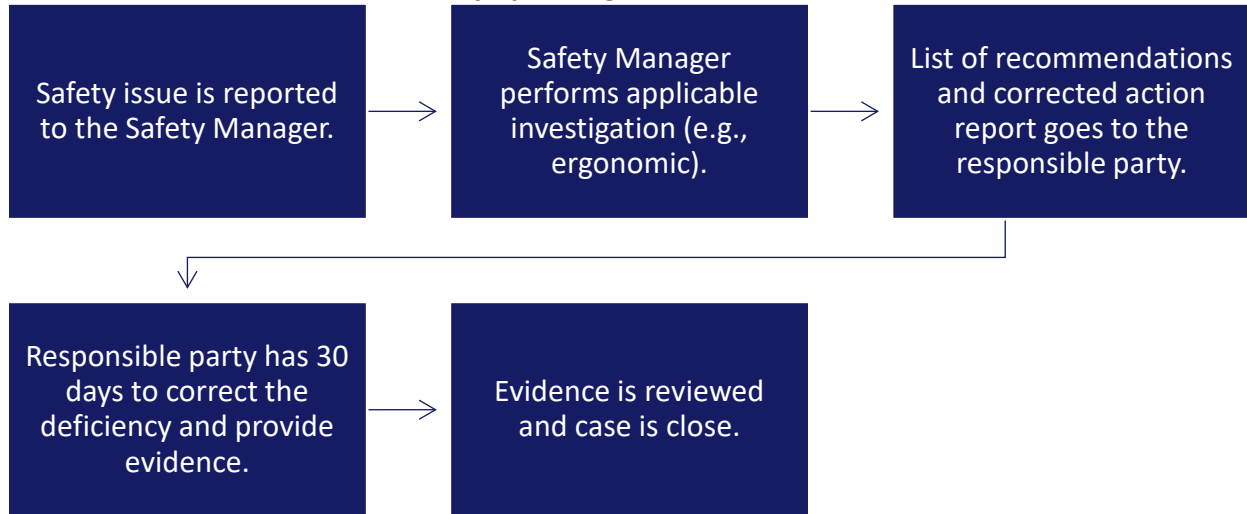 Safety issue is reported
to the Safety Manager.
Safety Manager
performs applicable
investigation (e.g.,
ergonomic).
List of recommendations
and corrected action
report goes to the
responsible party.
Responsible party has 30
days to correct the
deficiency and provide
evidence.
Evidence is reviewed
and case is close.